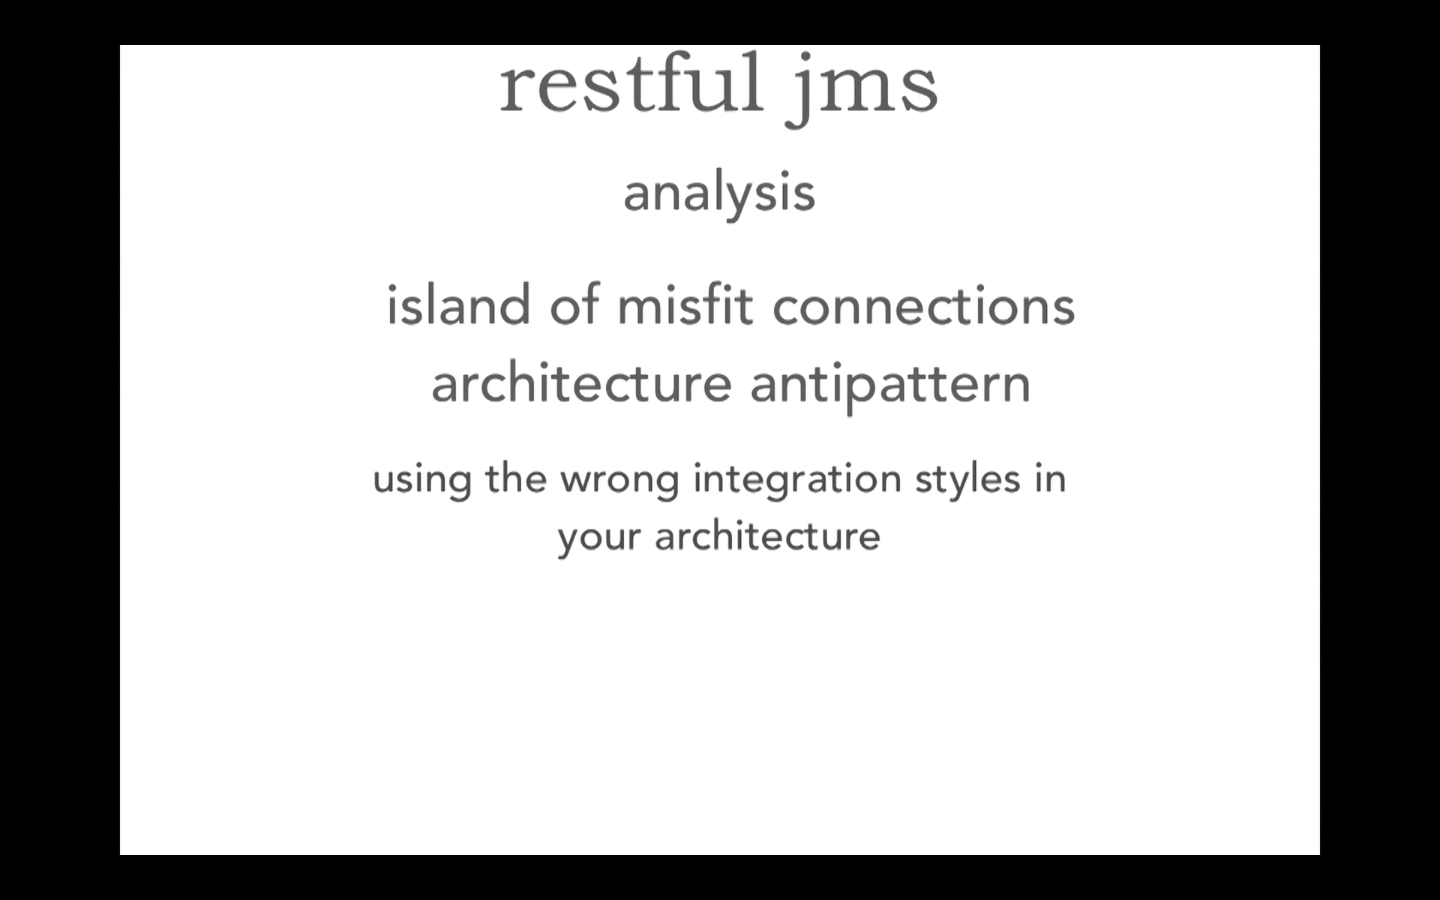 restful jms
analysis
island of misfit connections
architecture antipattern
using the wrong integration styles in
your architecture